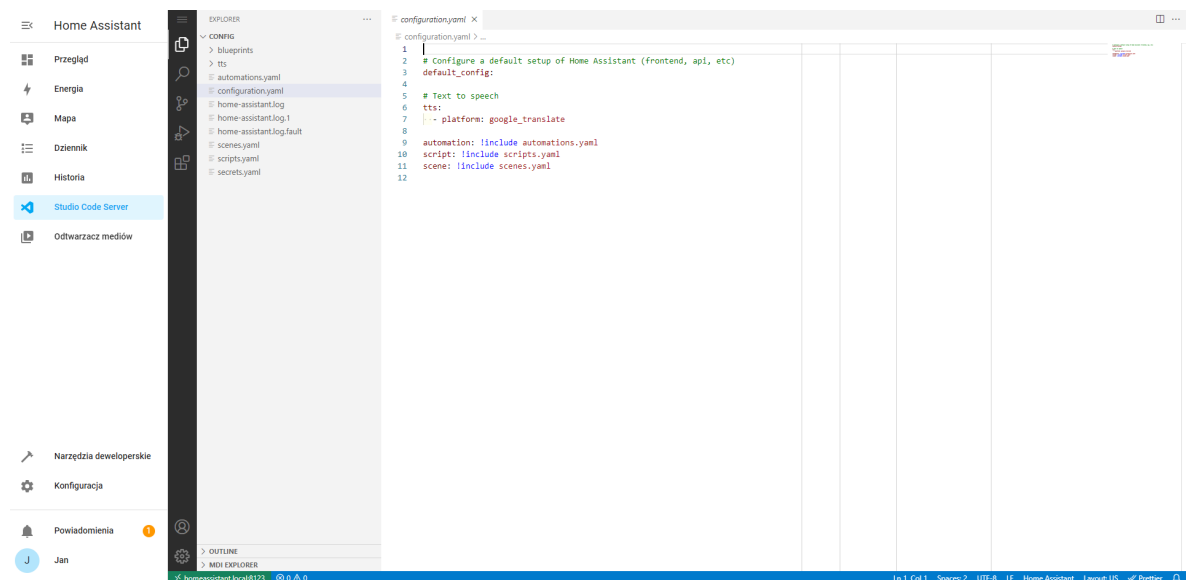 Home Assistant
Przegląd
Energia
Mapa
Dziennik
Historia
Studio Code Server
Odtwarzacz mediów
Narzędzia deweloperskie
Konfiguracja
Powiadomienia 1
J Jan
EXPLORER
CONFIG
blueprints
tts
automations.yaml
configuration.yaml
home-assistant.log
home-assistant.log.1
home-assistant.log.fault
scenes.yaml
scripts.yaml
secrets.yaml
OUTLINE
MDI EXPLORER
configuration.yaml
configuration.yaml > ...
1
2 # Configure a default setup of Home Assistant (frontend, api, etc)
3 default_config:
4
5 # Text to speech
6 tts:
7 - platform: google_translate
8
9 automation: !include automations.yaml
10 script: !include scripts.yaml
11 scene: !include scenes.yaml
12
homeassistant.local:8123 0 0 Ln 1, Col 1 Spaces: 2 UTF-8 LF Home Assistant Layout: US Prettier